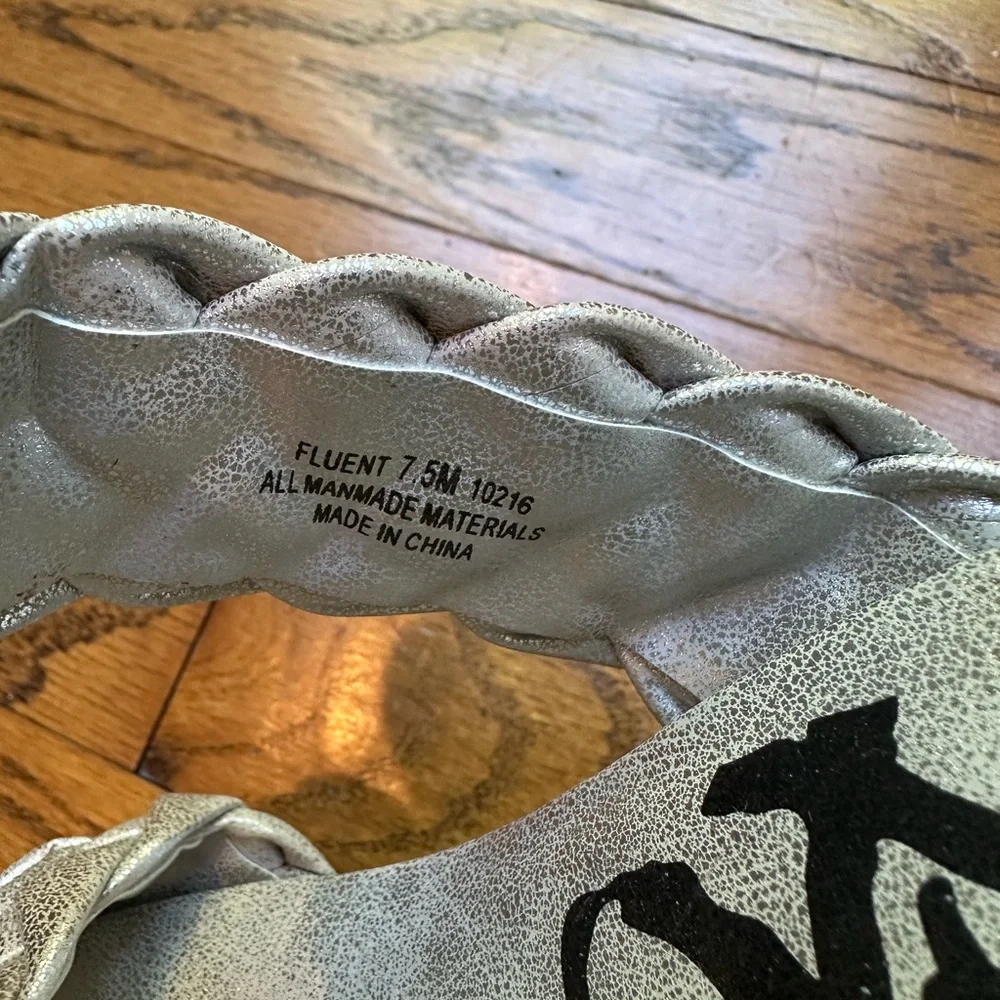 FLUENT 7.5M 10216
ALL MANMADE MATERIALS
MADE IN CHINA